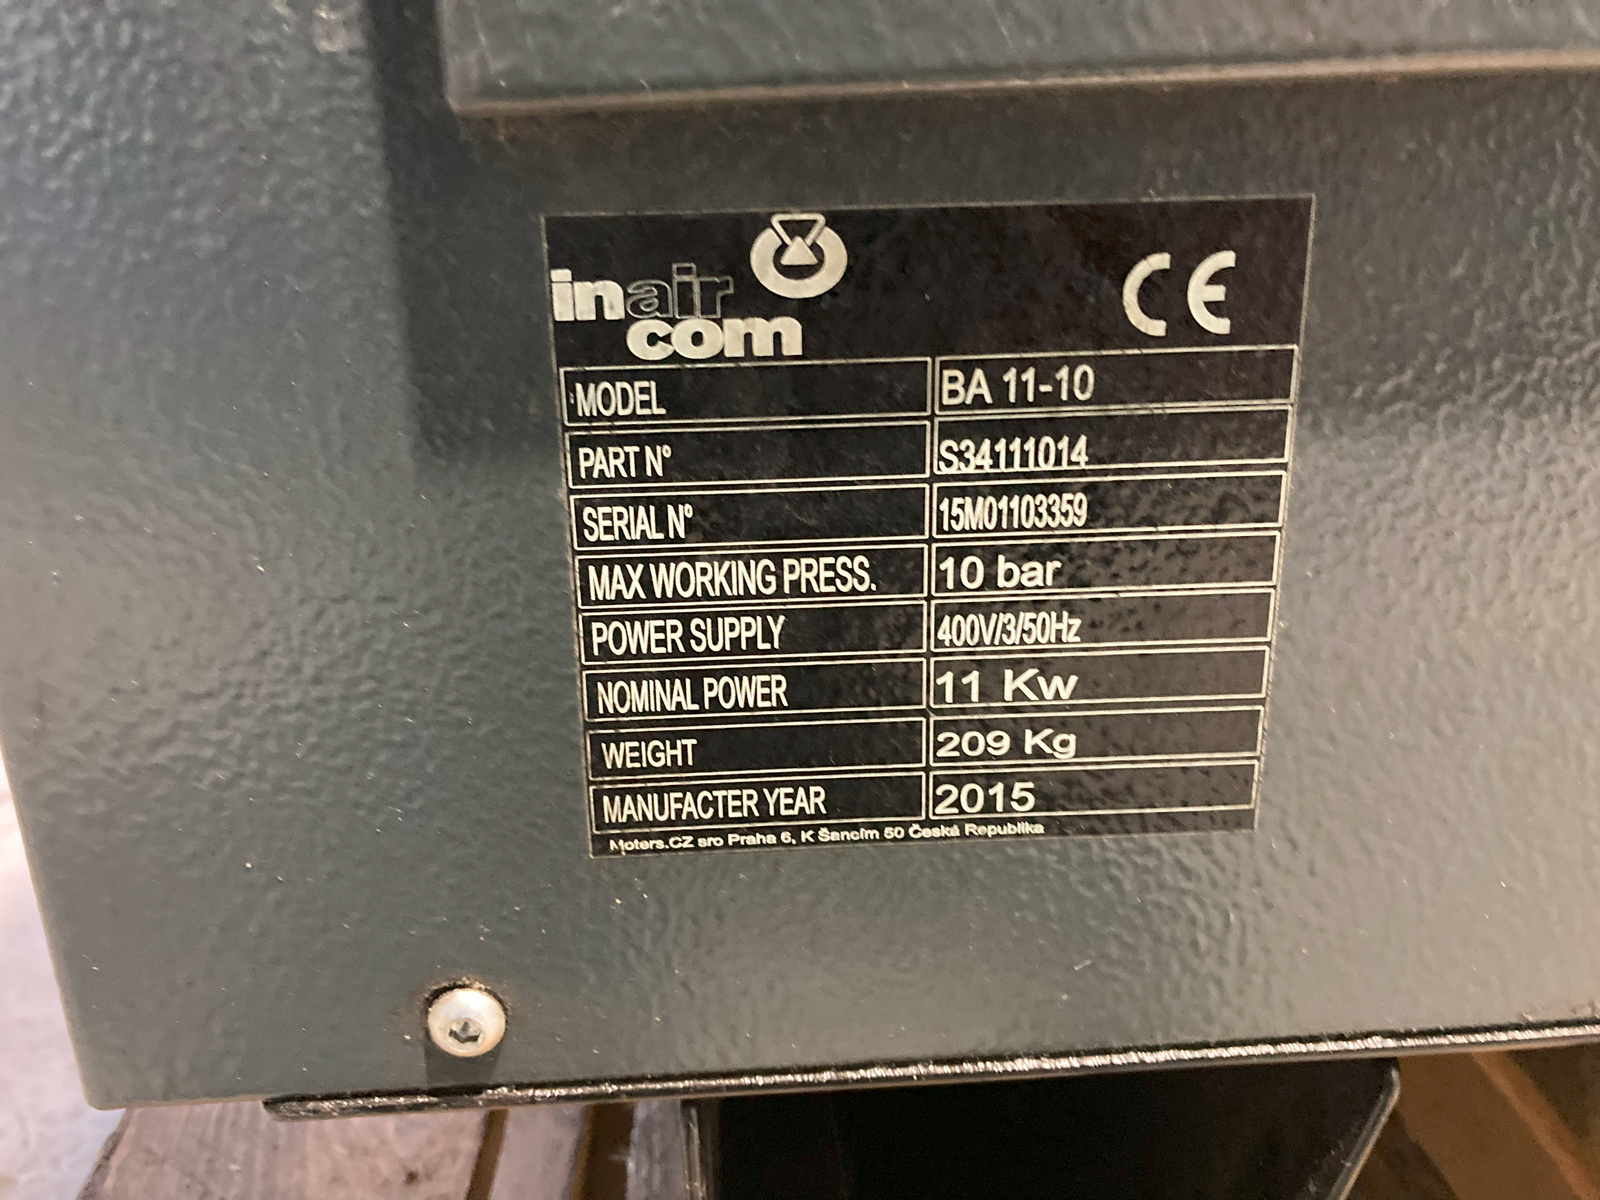 inair
com
CE
MODEL BA 11-10
PART Nº S34111014
SERIAL Nº 15M01103359
MAX WORKING PRESS. 10 bar
POWER SUPPLY 400V/3/50Hz
NOMINAL POWER 11 Kw
WEIGHT 209 Kg
MANUFACTER YEAR 2015
Moters.CZ sro Praha 6, K Šancím 50 Česká Republika